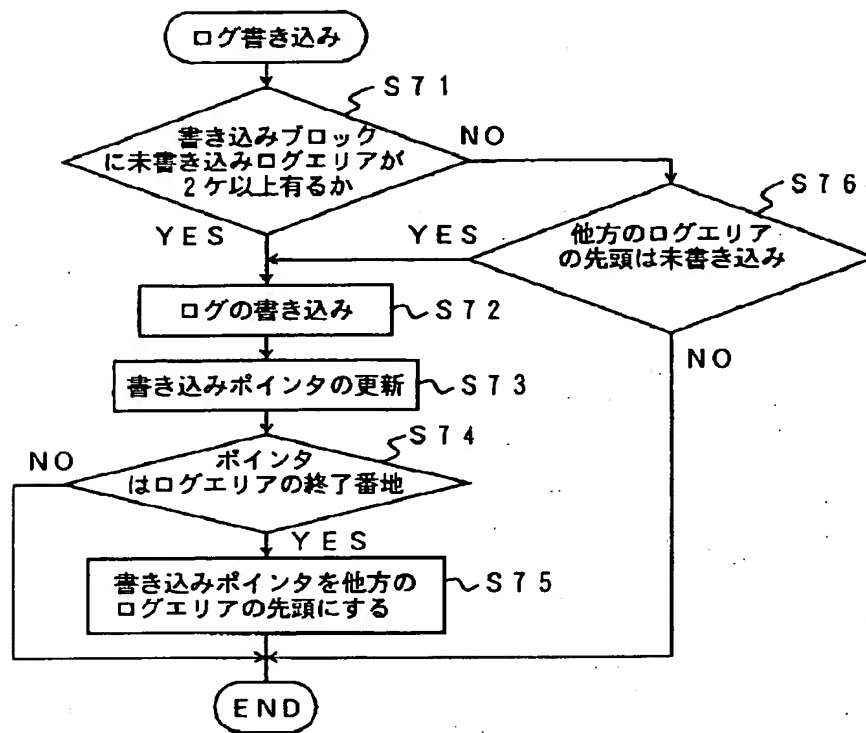 ログ書き込み
S71
書き込みブロック
に未書き込みログエリアが
2ケ以上有るか
NO
YES
S76
他方のログエリア
の先頭は未書き込み
YES
NO
ログの書き込み
S72
書き込みポインタの更新
S73
S74
ポインタ
はログエリアの終了番地
NO
YES
書き込みポインタを他方の
ログエリアの先頭にする
S75
END